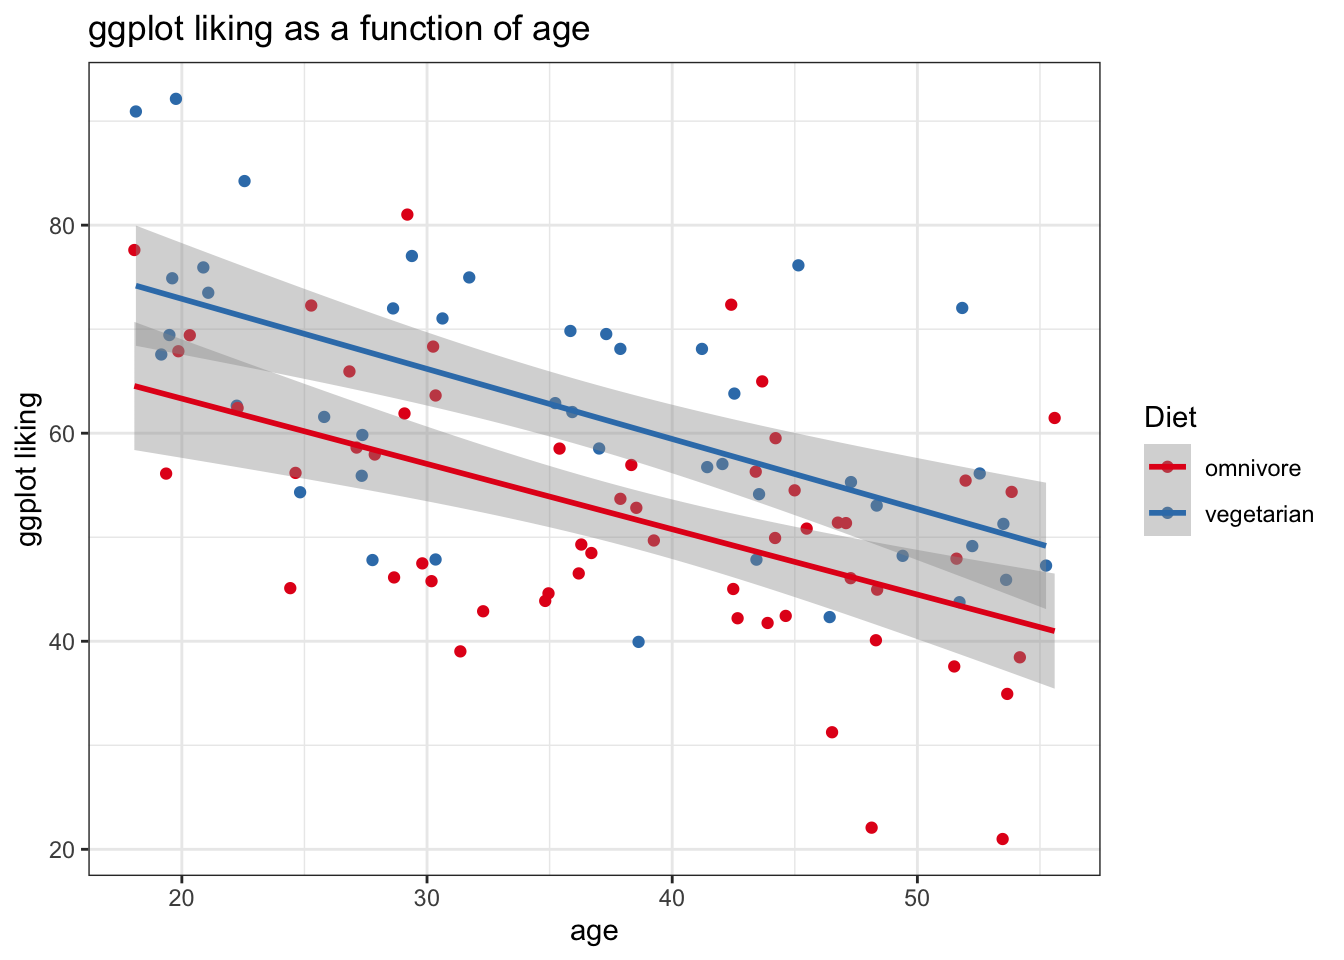 ggplot liking as a function of age
ggplot liking
80
60
40
20
20 30 40 50
age
Diet
omnivore
vegetarian